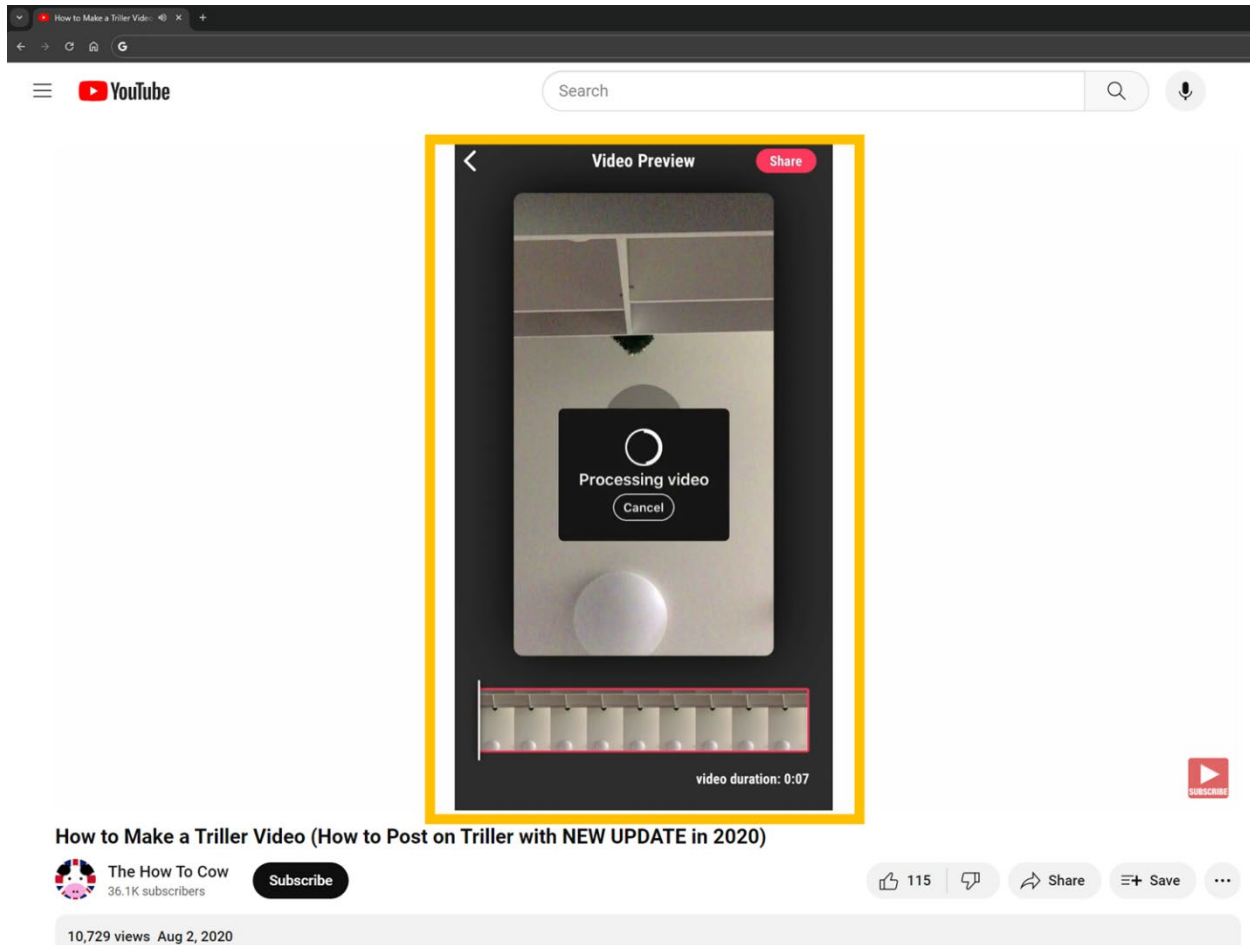 How to Make a Triller Video
G
YouTube
Search
Video Preview
Share
Processing video
Cancel
video duration: 0:07
SUBSCRIBE
How to Make a Triller Video (How to Post on Triller with NEW UPDATE in 2020)
The How To Cow
36.1K subscribers
Subscribe
115
Share
Save
10,729 views Aug 2, 2020